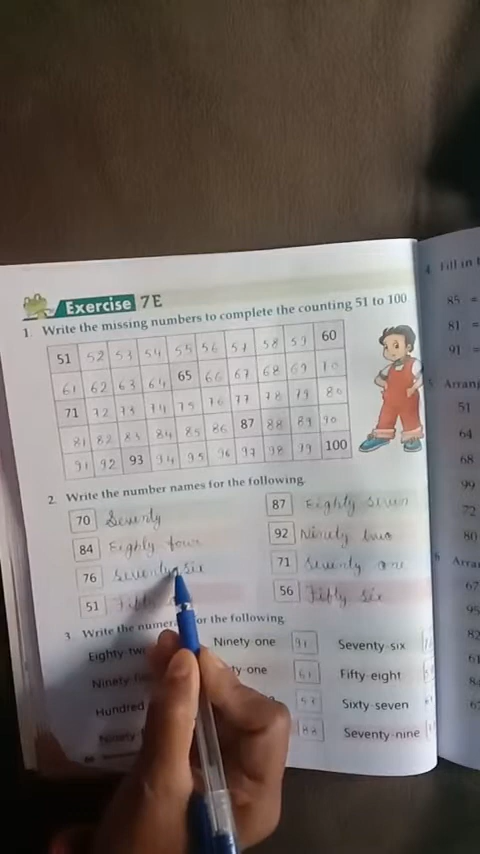 Exercise 7E
1. Write the missing numbers to complete the counting 51 to 100
51 52 53 54 55 56 57 58 59 60
61 62 63 64 65 66 67 68 69 70
71 72 73 74 75 76 77 78 79 80
81 82 83 84 85 86 87 88 89 90
91 92 93 94 95 96 97 98 99 100
2. Write the number names for the following.
70 Seventy 87 Eighty seven
84 Eighty four 92 Ninety two
76 Seventy six 71 Seventy one
51 Fifty 56 Fifty six
3. Write the for the following
Ninety-one 91 Seventy-six
61 Fifty-eight
Hundred Sixty-seven
88 Seventy-nine
4. Fill in
85 =
81 =
91 =
51
64
68
99
72
80
67